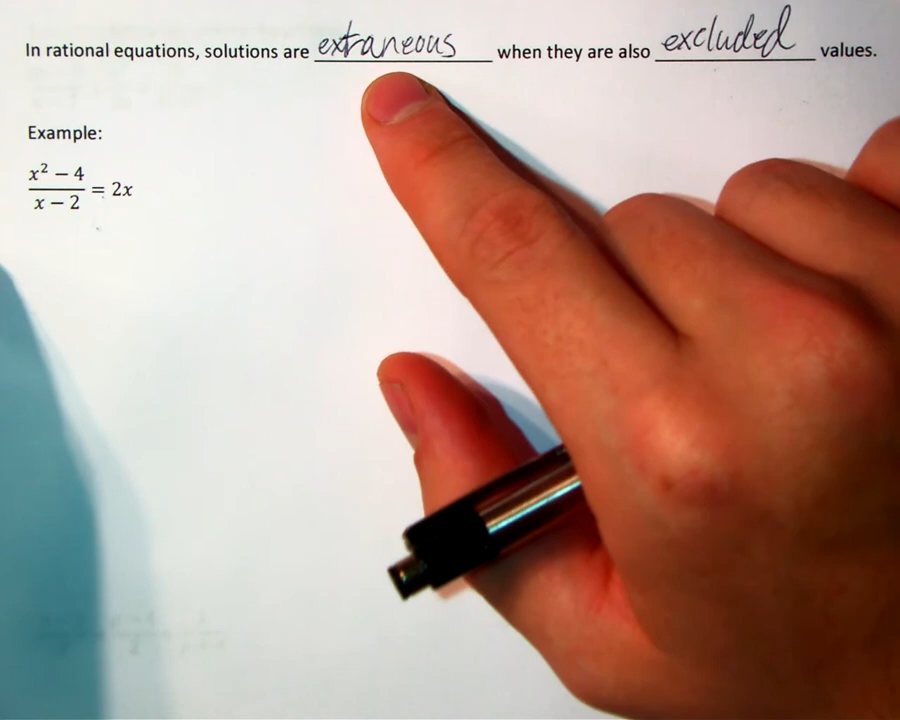 In rational equations, solutions are extraneous when they are also excluded values.
Example:
x² − 4
x − 2
= 2x